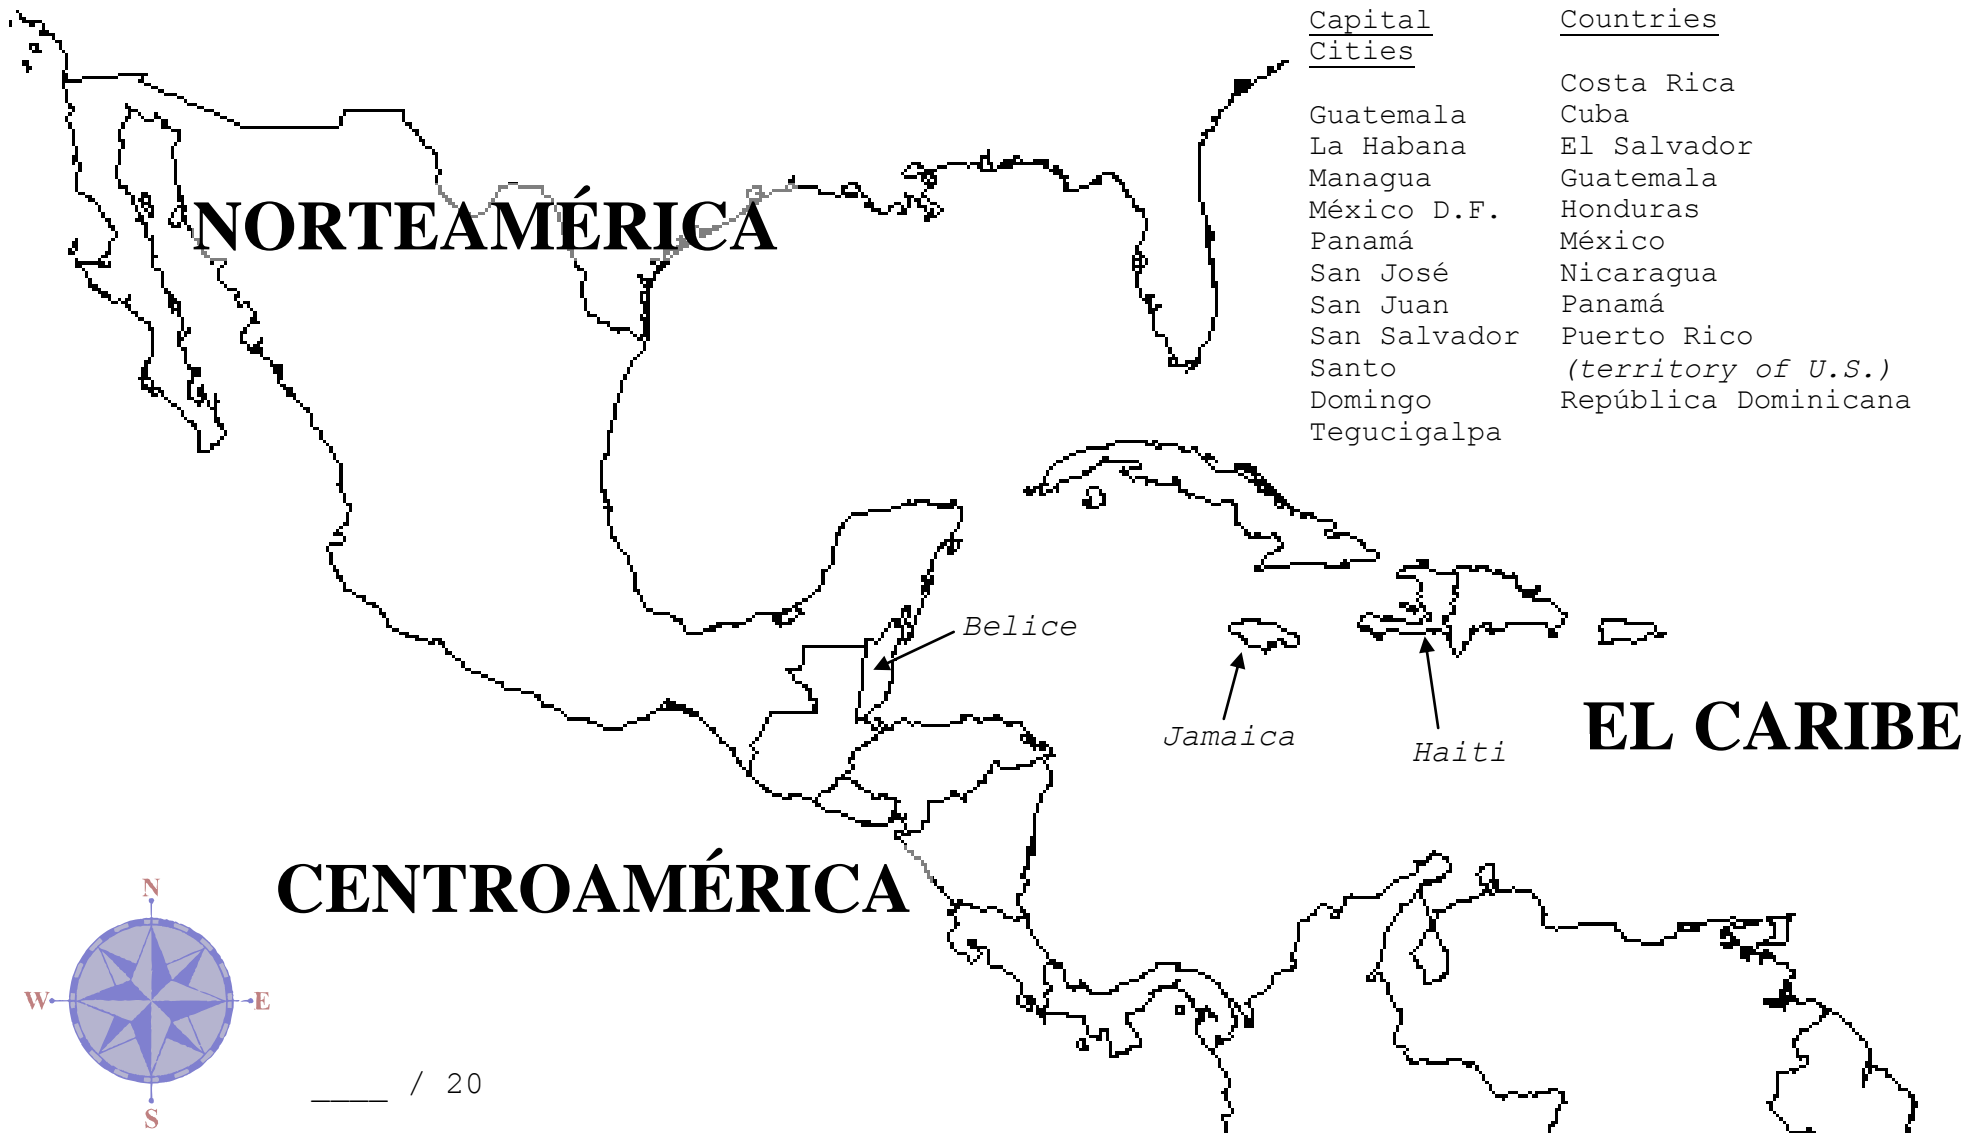 Capital
Cities
Guatemala
La Habana
Managua
México D.F.
Panamá
San José
San Juan
San Salvador
Santo
Domingo
Tegucigalpa
Countries
Costa Rica
Cuba
El Salvador
Guatemala
Honduras
México
Nicaragua
Panamá
Puerto Rico
(territory of U.S.)
República Dominicana
NORTEAMÉRICA
Belice
Jamaica
Haiti
EL CARIBE
CENTROAMÉRICA
N
W
E
S
____ / 20